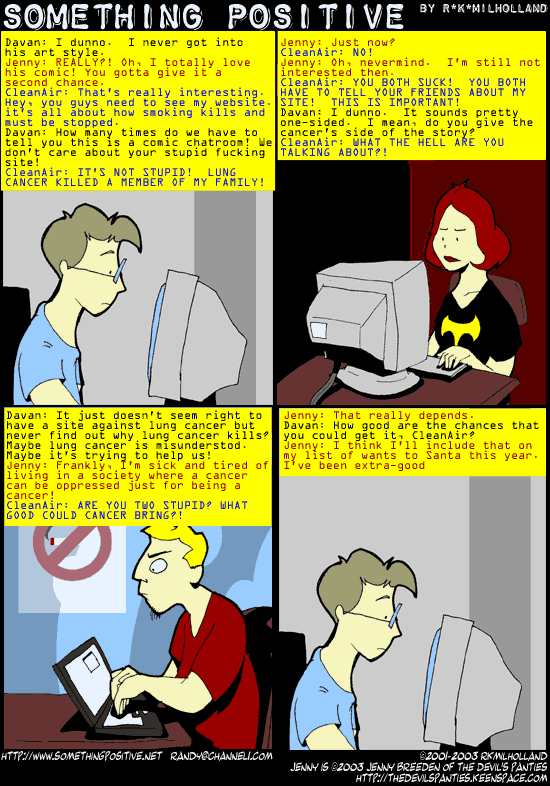 SOMETHING POSITIVE BY R*K*MILHOLLAND
Davan: I dunno. I never got into
his art style.
Jenny: REALLY?! Oh, I totally love
his comic! You gotta give it a
second chance.
CleanAir: That's really interesting.
Hey, you guys need to see my website.
it's all about how smoking kills and
must be stopped.
Davan: How many times do we have to
tell you this is a comic chatroom! We
don't care about your stupid fucking
site!
CleanAir: IT'S NOT STUPID! LUNG
CANCER KILLED A MEMBER OF MY FAMILY!
Jenny: Just now?
CleanAir: NO!
Jenny: Oh, nevermind. I'm still not
interested then.
CleanAir: YOU BOTH SUCK! YOU BOTH
HAVE TO TELL YOUR FRIENDS ABOUT MY
SITE! THIS IS IMPORTANT!
Davan: I dunno. It sounds pretty
one-sided. I mean, do you give the
cancer's side of the story?
CleanAir: WHAT THE HELL ARE YOU
TALKING ABOUT?!
Davan: It just doesn't seem right to
have a site against lung cancer but
never find out why lung cancer kills?
Maybe lung cancer is misunderstod.
Maybe it's trying to help us!
Jenny: Frankly, I'm sick and tired of
living in a society where a cancer
can be oppressed just for being a
cancer!
CleanAir: ARE YOU TWO STUPID? WHAT
GOOD COULD CANCER BRING?!
Jenny: That really depends.
Davan: How good are the chances that
you could get it, CleanAir?
Jenny: I think I'll include that on
my list of wants to Santa this year.
I've been extra-good
HTTP://WWW.SOMETHINGPOSITIVE.NET RANDY@CHANNEL1.COM
©2001-2003 RKMILHOLLAND
JENNY IS ©2003 JENNY BREEDEN OF THE DEVIL'S PANTIES
HTTP://THEDEVILSPANTIES.KEENSPACE.COM